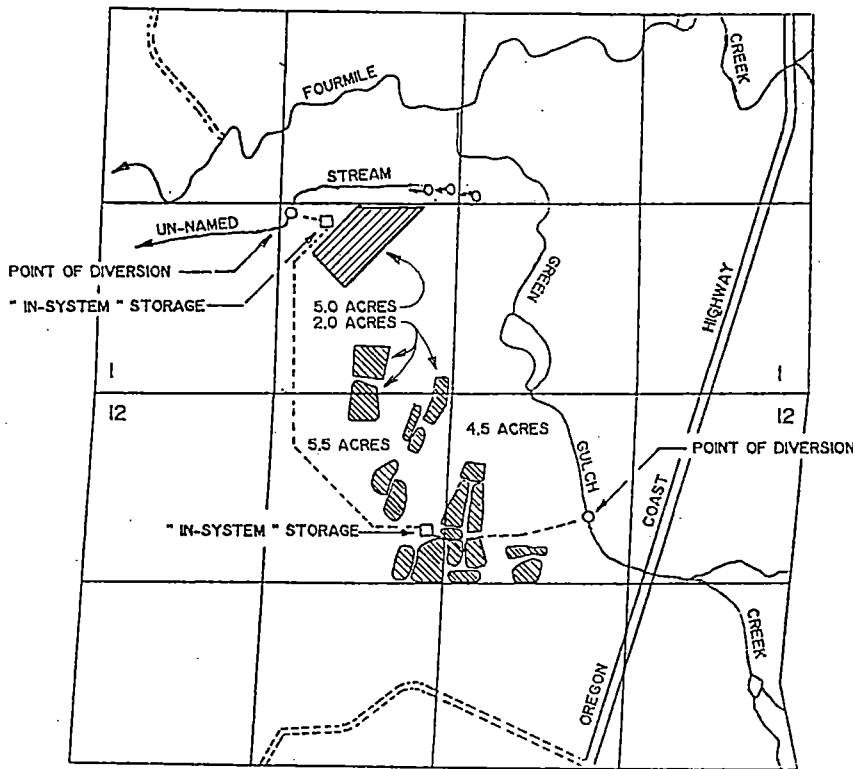 CREEK
FOURMILE
STREAM
UN-NAMED
POINT OF DIVERSION
" IN-SYSTEM " STORAGE
GREEN
HIGHWAY
5.0 ACRES
2.0 ACRES
1
1
12
12
5.5 ACRES
4.5 ACRES
GULCH
POINT OF DIVERSION
COAST
" IN-SYSTEM " STORAGE
OREGON
CREEK